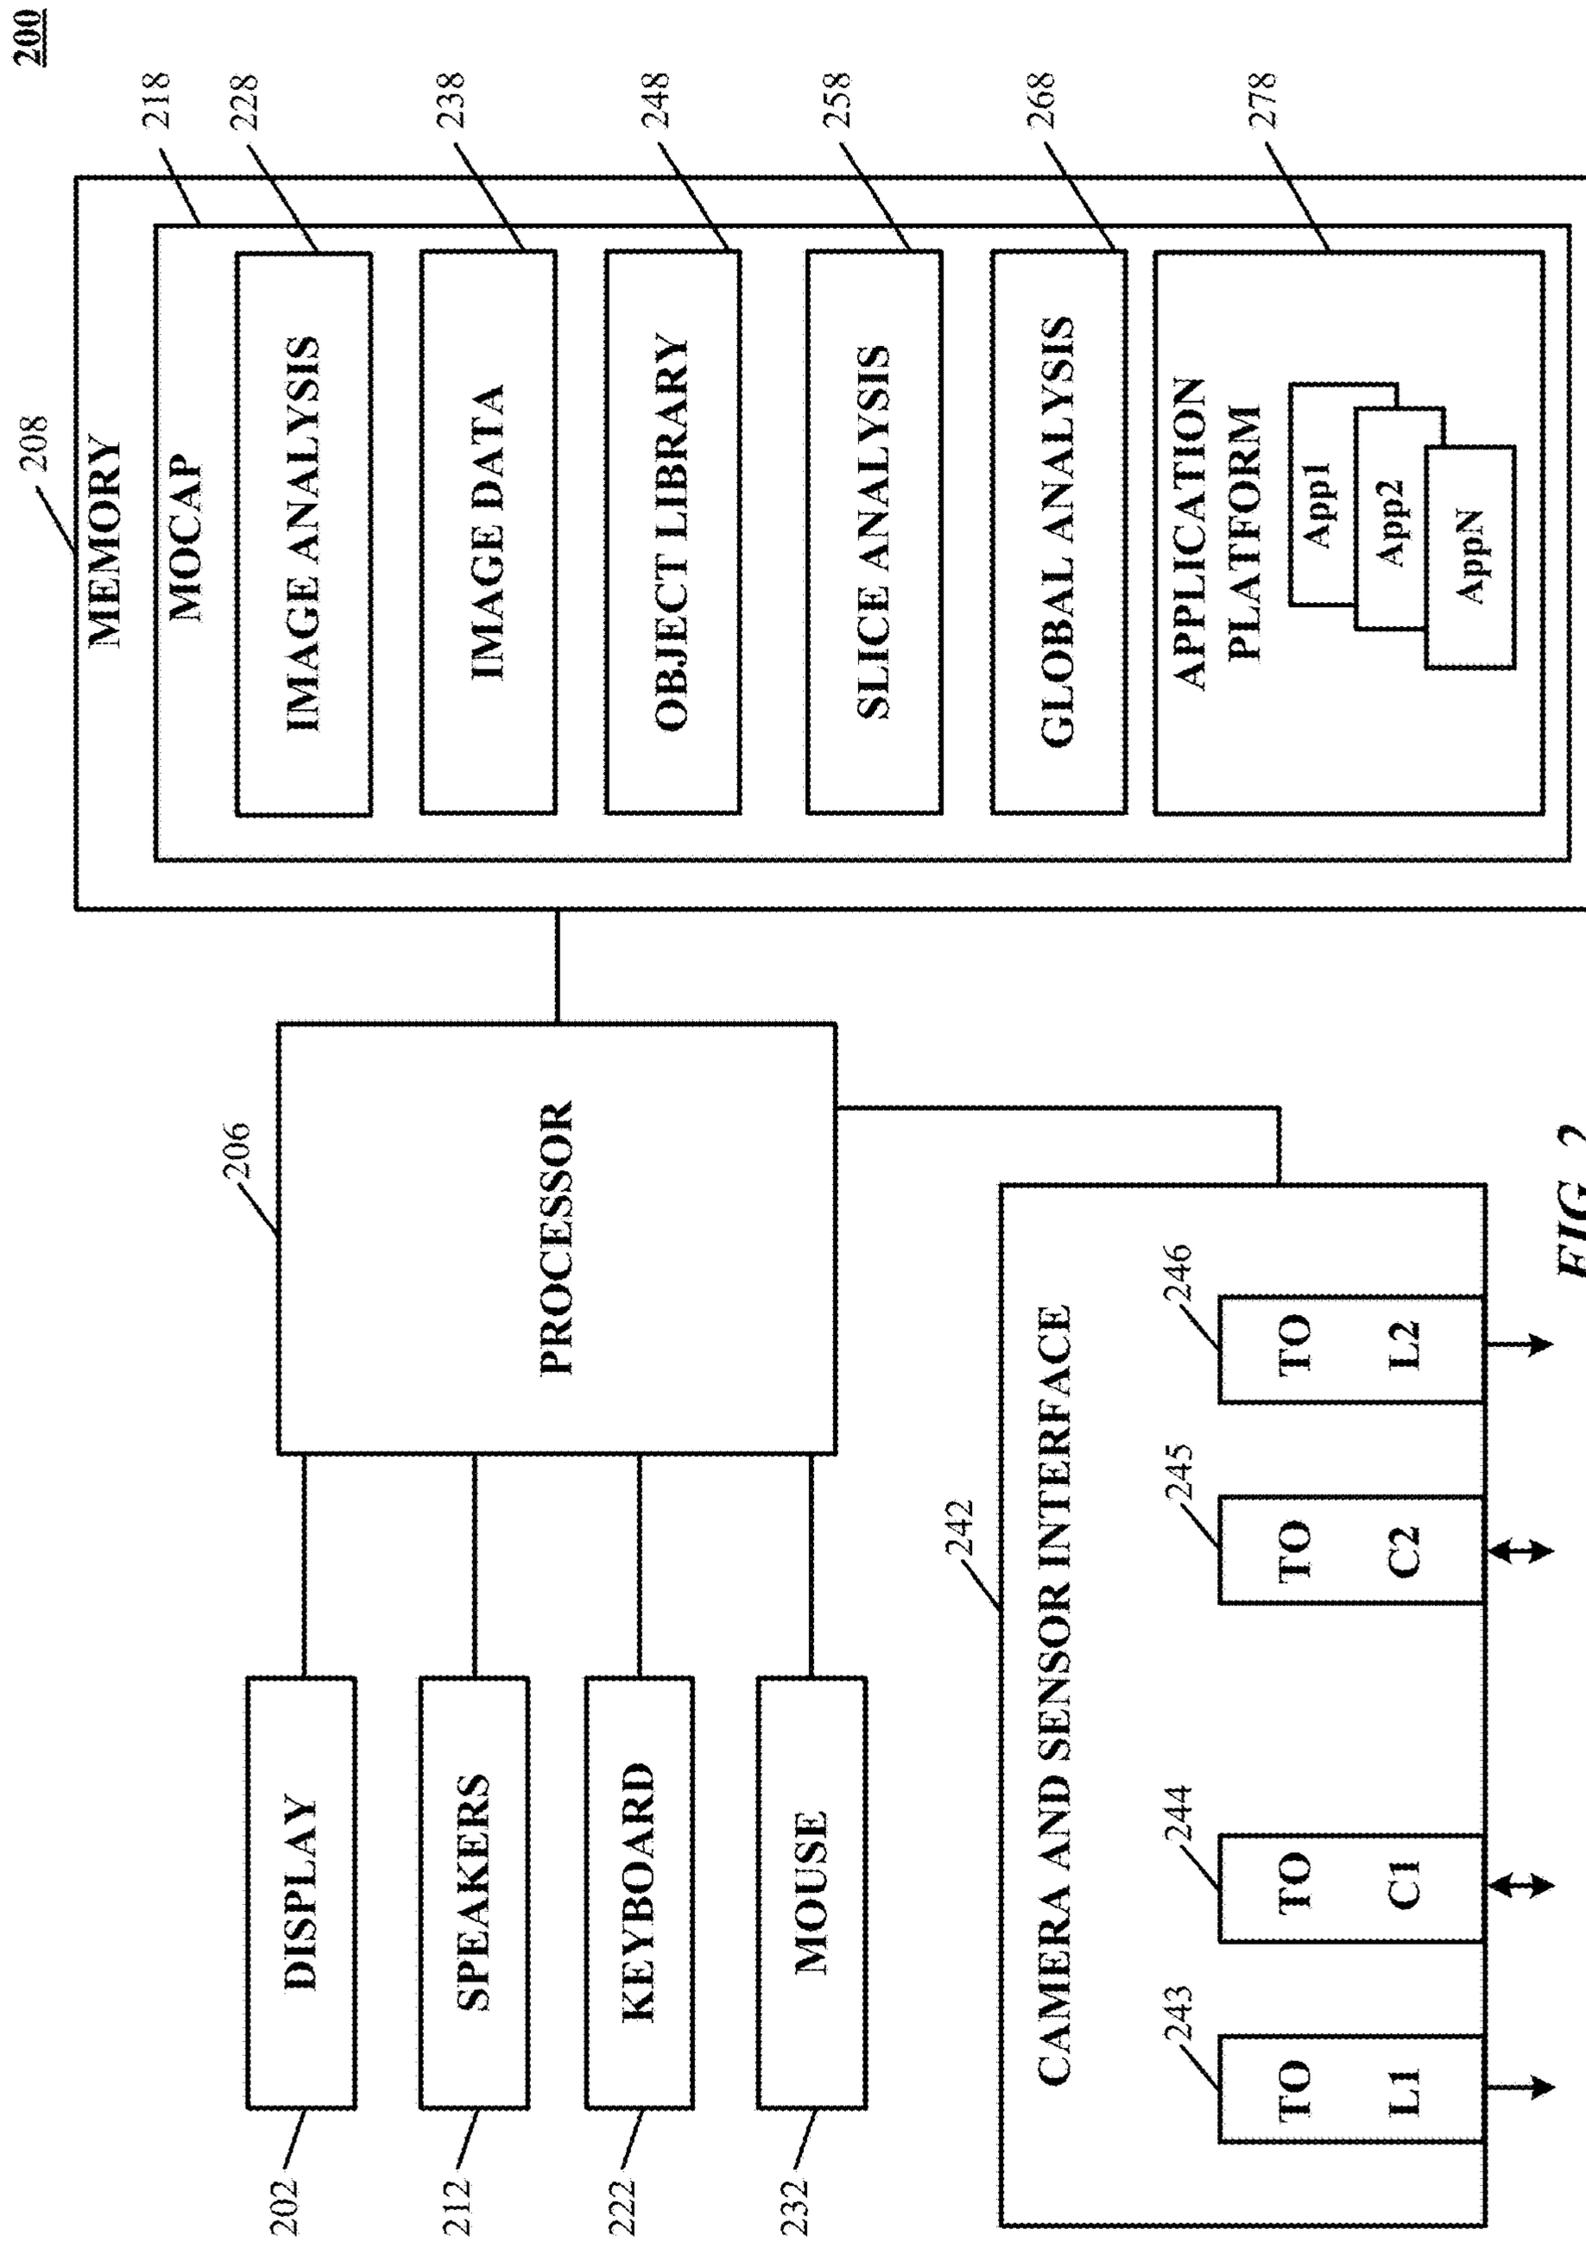 200
208
MEMORY
218
MOCAP
228
IMAGE ANALYSIS
238
IMAGE DATA
248
OBJECT LIBRARY
258
SLICE ANALYSIS
268
GLOBAL ANALYSIS
278
APPLICATION
PLATFORM
App1
App2
AppN
206
PROCESSOR
202
DISPLAY
212
SPEAKERS
222
KEYBOARD
232
MOUSE
242
CAMERA AND SENSOR INTERFACE
243
TO
L1
244
TO
C1
245
TO
C2
246
TO
L2
FIG. 2